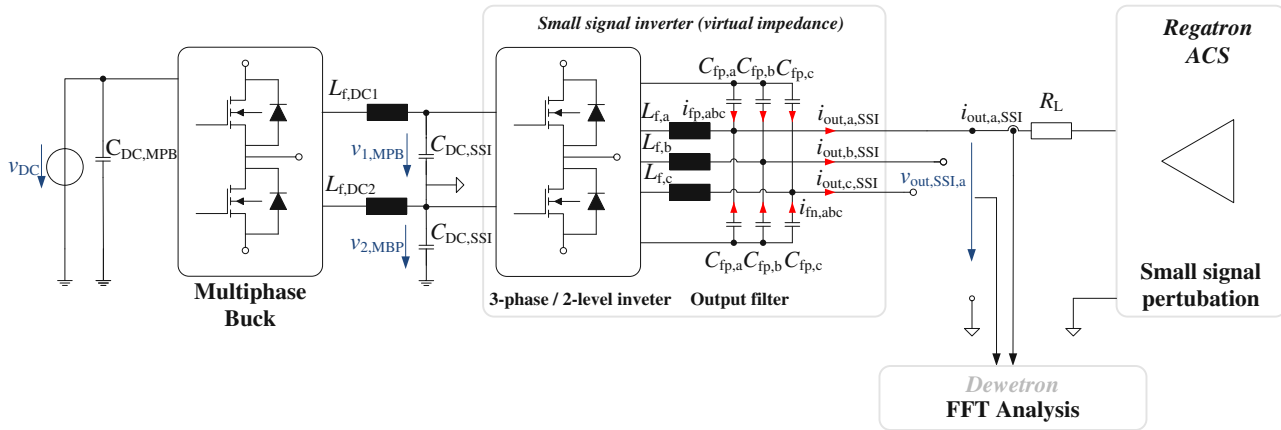 Small signal inverter (virtual impedance)
Regatron
ACS
C_fp,a C_fp,b C_fp,c
L_f,DC1
L_f,a
i_fp,abc
i_out,a,SSI
i_out,a,SSI
R_L
v_DC
C_DC,MPB
v_1,MPB
C_DC,SSI
L_f,b
i_out,b,SSI
L_f,DC2
L_f,c
i_out,c,SSI
v_out,SSI,a
i_fn,abc
v_2,MBP
C_DC,SSI
C_fp,a C_fp,b C_fp,c
Multiphase
Buck
3-phase / 2-level inveter
Output filter
Small signal
pertubation
Dewetron
FFT Analysis